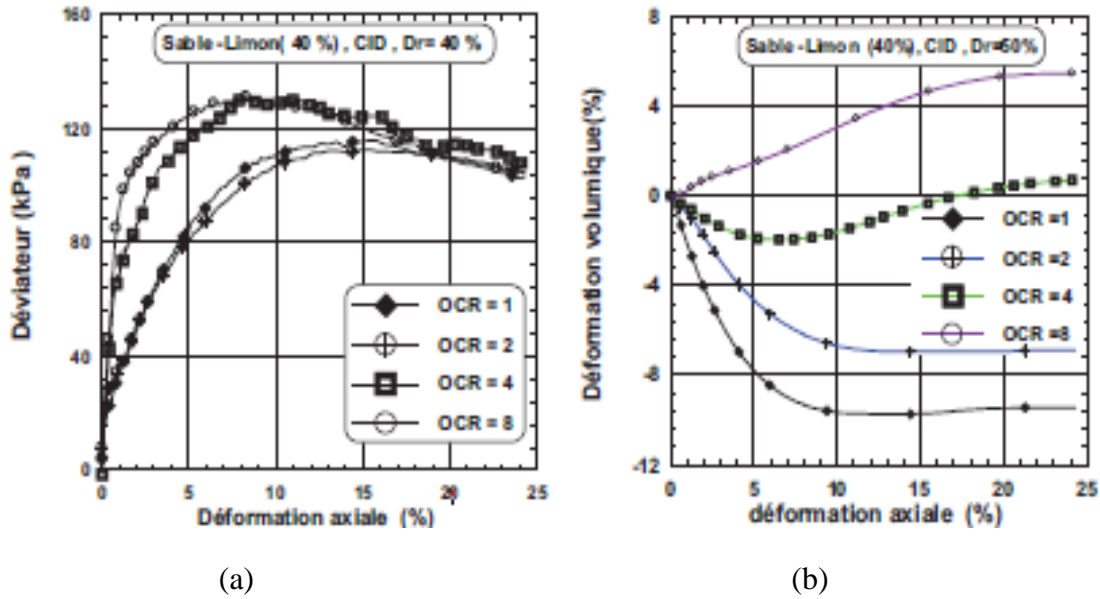 160
120
80
40
0
Déviateur (kPa )
Sable -Limon( 40 %) , CID , Dr= 40 %
OCR = 1
OCR = 2
OCR = 4
OCR = 8
0 5 10 15 20 25
Déformation axiale (%)
(a)
8
4
0
-4
-8
-12
Déformation volumique(%)
Sable -Limon (40%), CID , Dr=50%
OCR =1
OCR =2
OCR =4
OCR =8
0 5 10 15 20 25
déformation axiale (%)
(b)